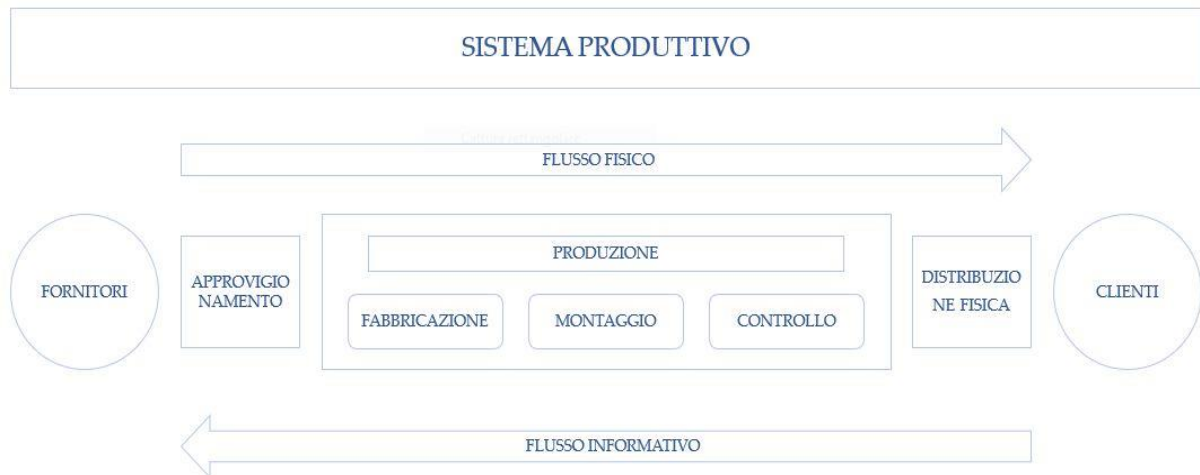 SISTEMA PRODUTTIVO
FLUSSO FISICO
FORNITORI
APPROVIGIO
NAMENTO
PRODUZIONE
FABBRICAZIONE
MONTAGGIO
CONTROLLO
DISTRIBUZIO
NE FISICA
CLIENTI
FLUSSO INFORMATIVO